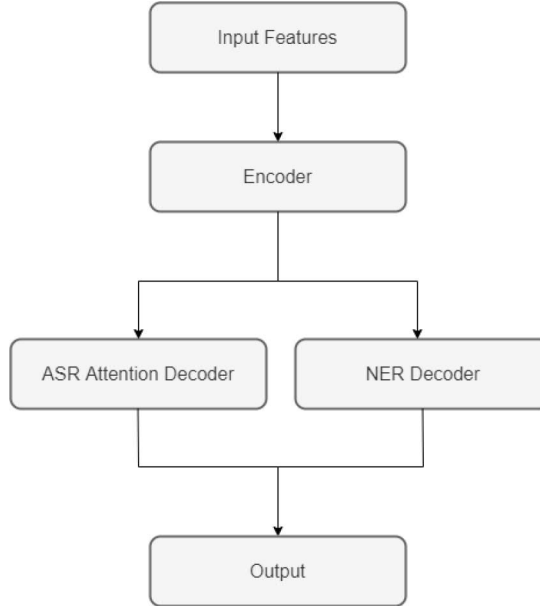 Input Features
Encoder
ASR Attention Decoder
NER Decoder
Output